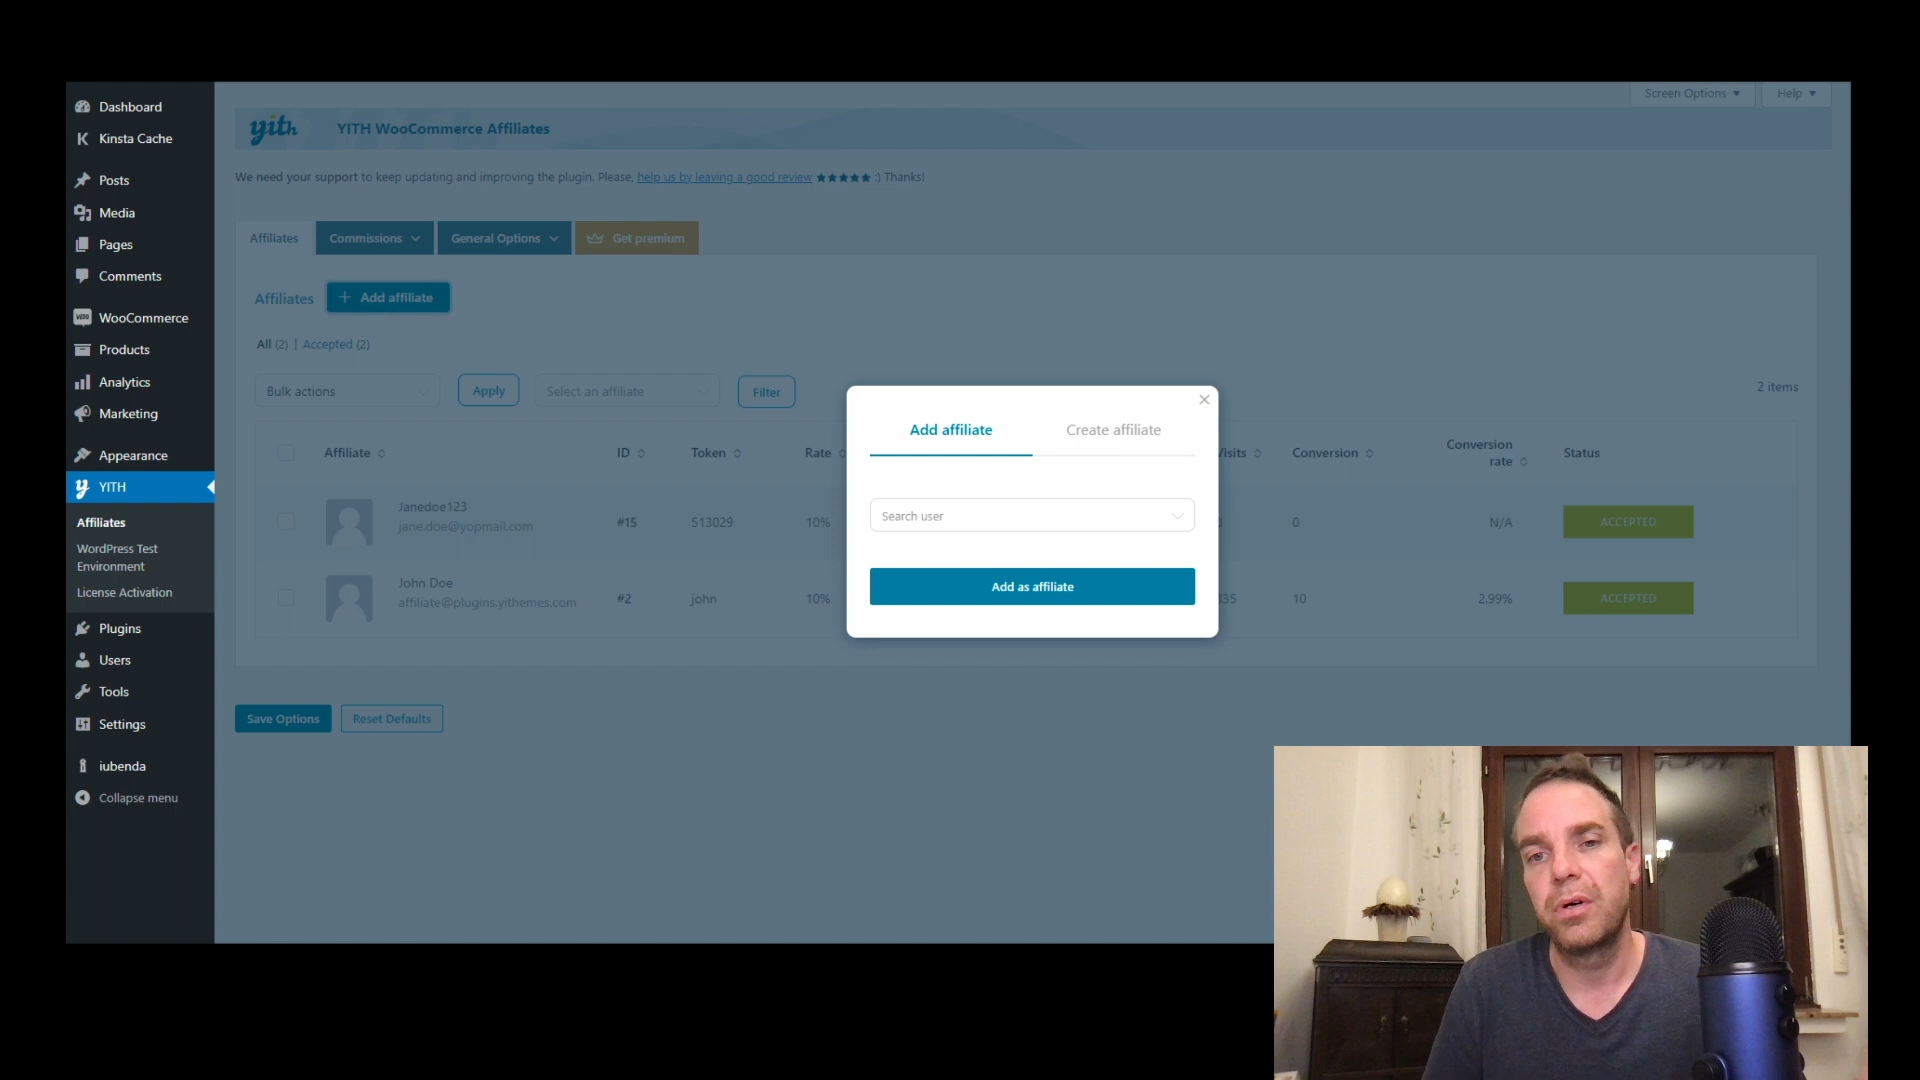 Dashboard
Kinsta Cache
Posts
Media
Pages
Comments
WooCommerce
Products
Analytics
Marketing
Appearance
YITH
Affiliates
WordPress Test
Environment
License Activation
Plugins
Users
Tools
Settings
iubenda
Collapse menu
Screen Options
Help
yith
YITH WooCommerce Affiliates
We need your support to keep updating and improving the plugin. Please, help us by leaving a good review ★★★★★ :) Thanks!
Affiliates
Commissions
General Options
Get premium
Affiliates
+ Add affiliate
All (2) | Accepted (2)
Bulk actions
Apply
Select an affiliate
Filter
2 items
Affiliate
ID
Token
Rate
Conversion
Conversion
rate
Status
Janedoe123
jane.doe@yopmail.com
#15
513029
10%
0
N/A
ACCEPTED
John Doe
affiliate@plugins.yithemes.com
#2
john
10%
10
2.99%
ACCEPTED
Add affiliate
Create affiliate
Search user
Add as affiliate
Save Options
Reset Defaults